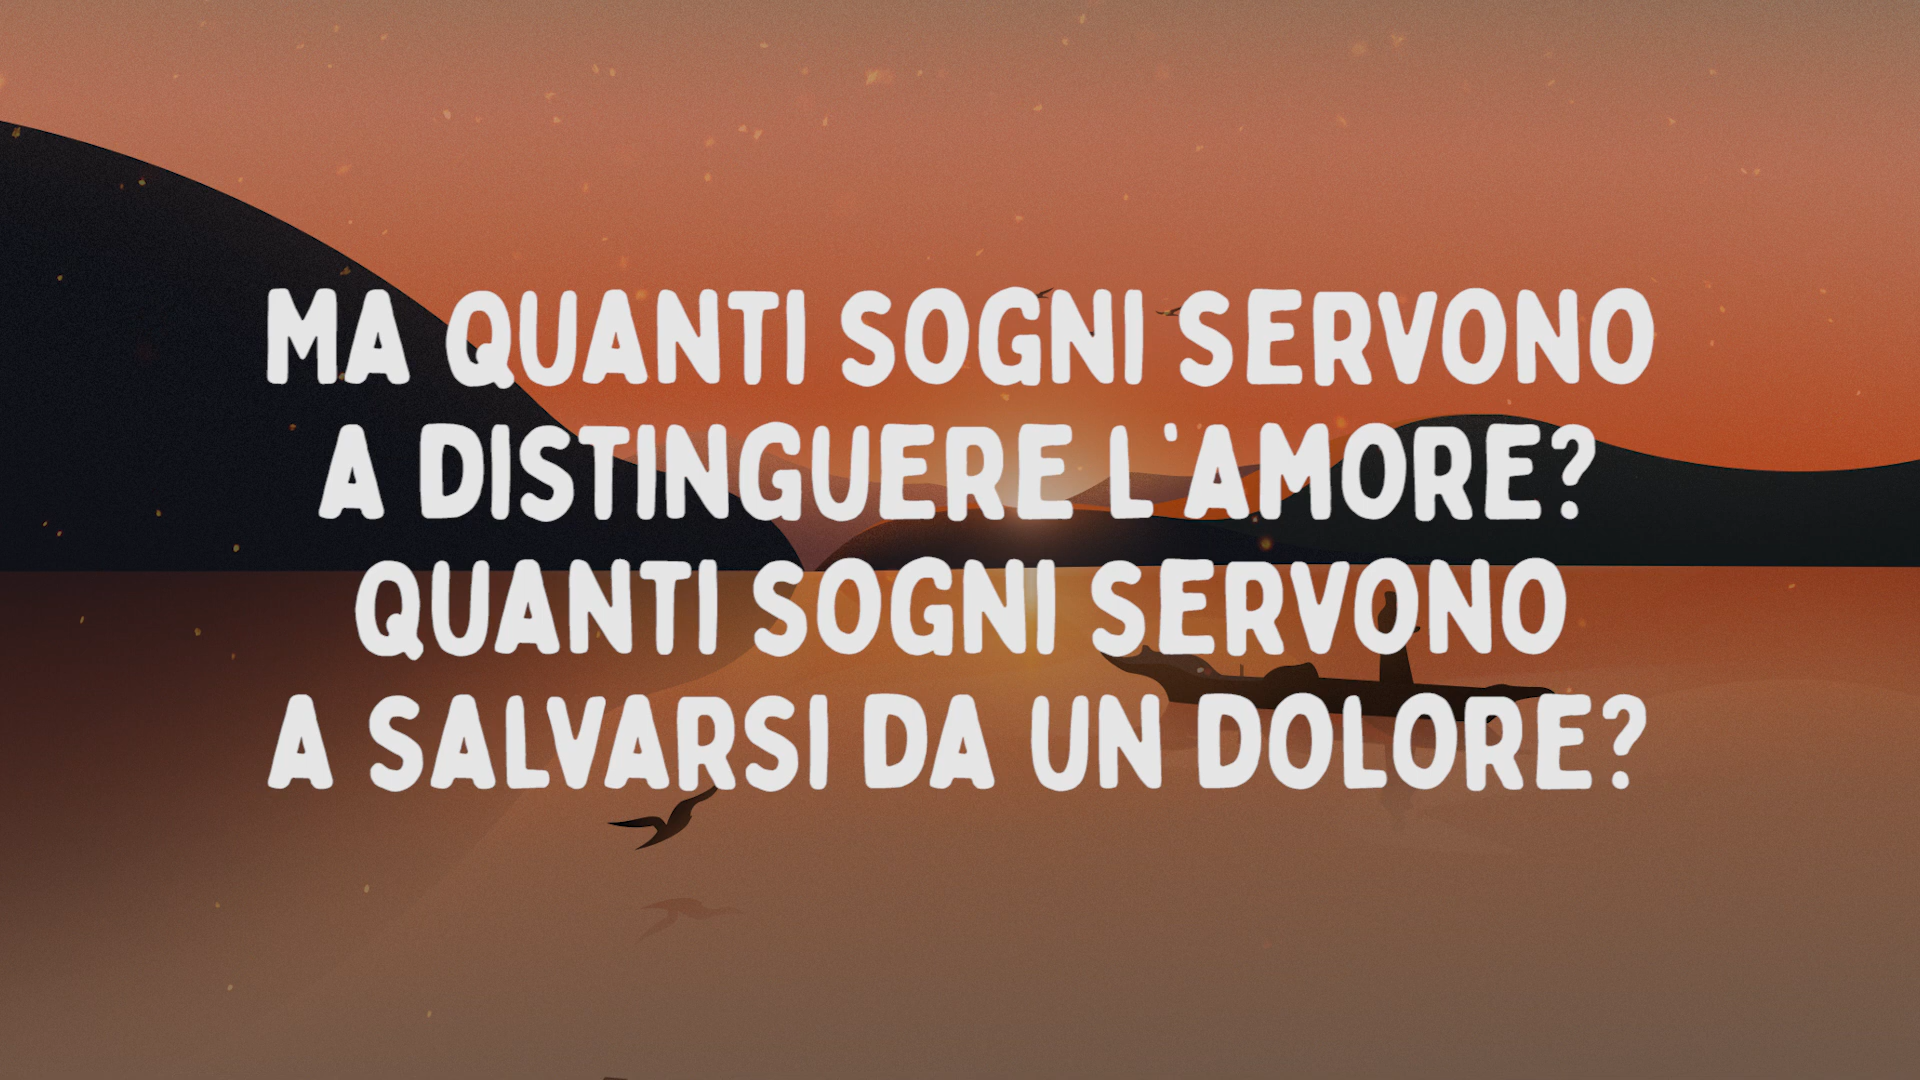 MA QUANTI SOGNI SERVONO
A DISTINGUERE L'AMORE?
QUANTI SOGNI SERVONO
A SALVARSI DA UN DOLORE?